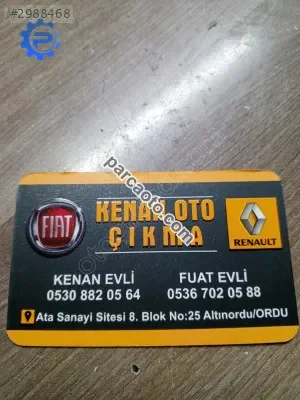 #2988468
KENAN OTO
ÇIKMA
FIAT
RENAULT
KENAN EVLİ
0530 882 05 64
FUAT EVLİ
0536 702 05 88
Ata Sanayi Sitesi 8. Blok No:25 Altınordu/ORDU
parcaoto.com